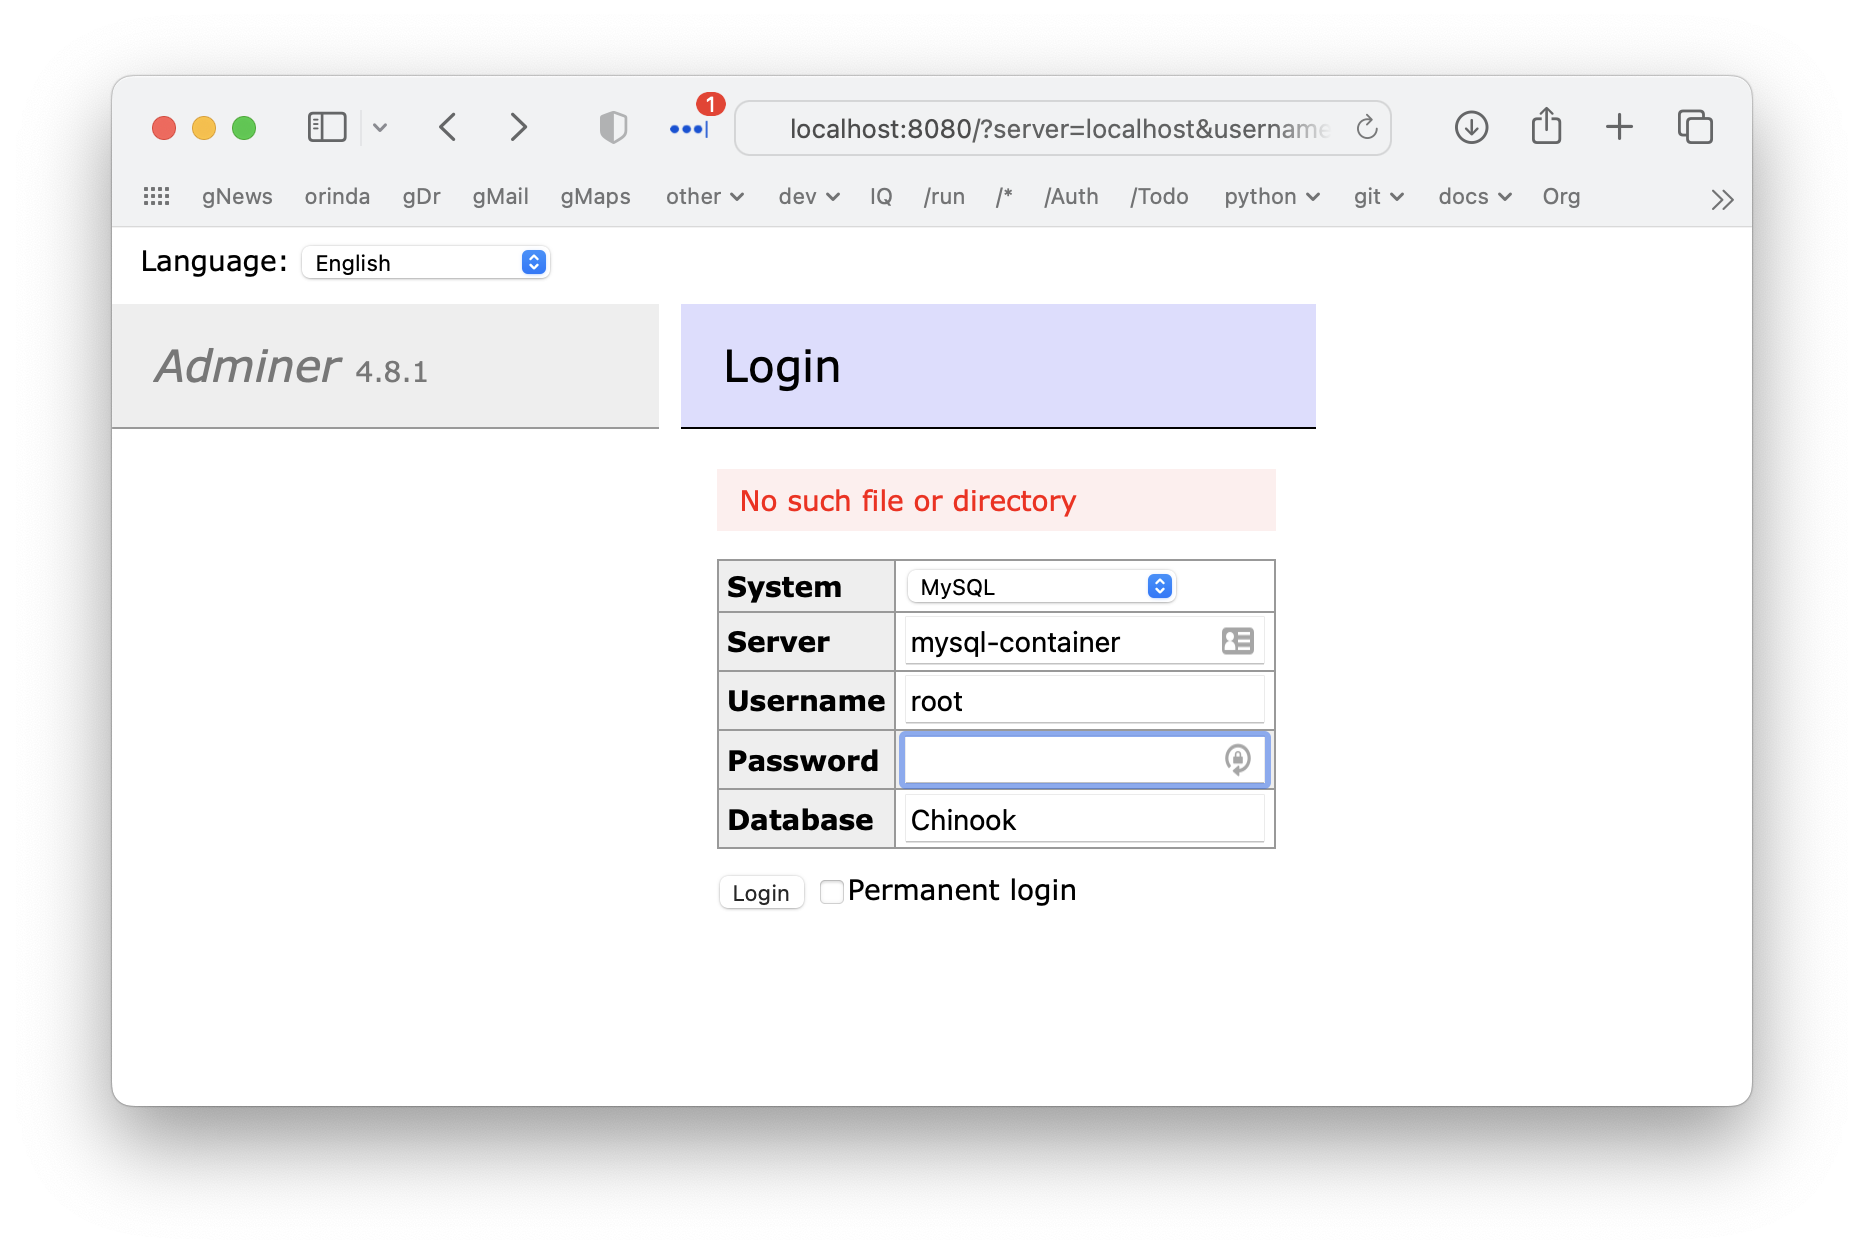 1
localhost:8080/?server=localhost&username
gNews orinda gDr gMail gMaps other dev IQ /run /* /Auth /Todo python git docs Org
Language: English
Adminer 4.8.1
Login
No such file or directory
System MySQL
Server mysql-container
Username root
Password
Database Chinook
Login Permanent login